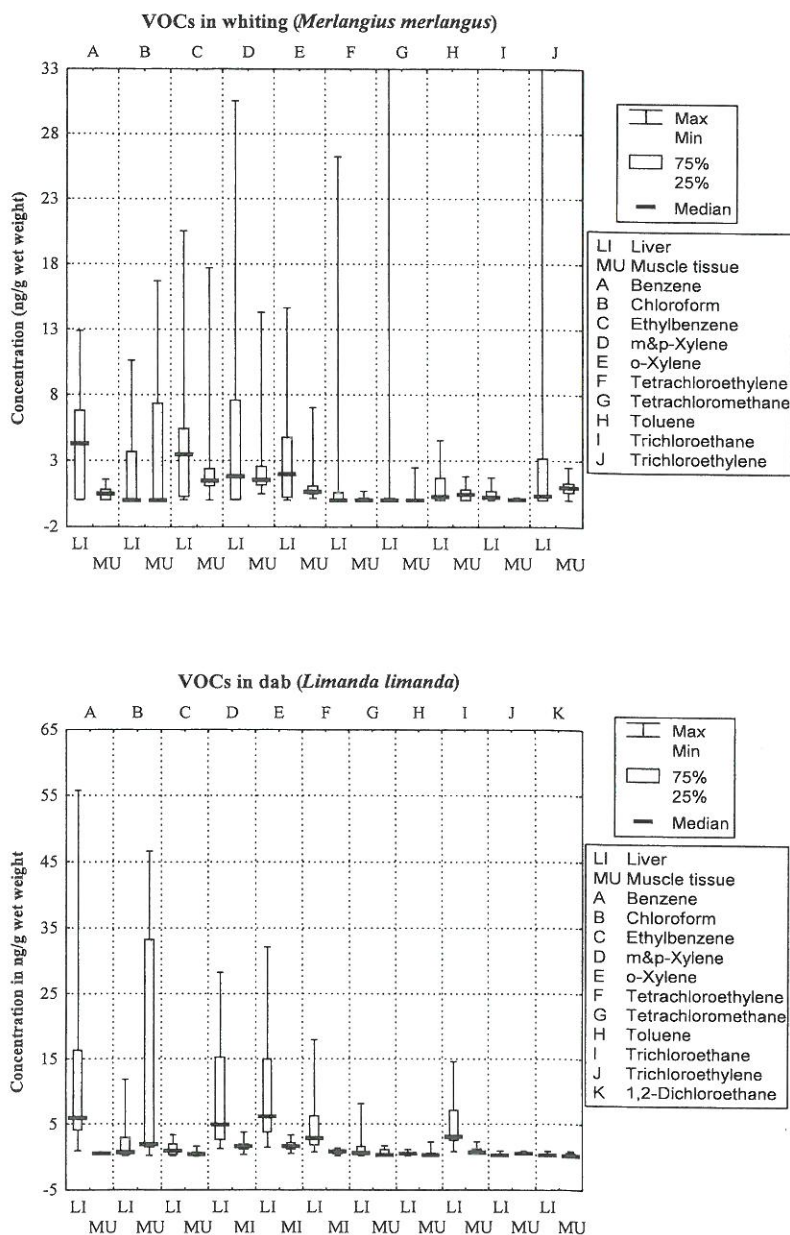 VOCs in whiting (Merlangius merlangus)
A B C D E F G H I J
Concentration (ng/g wet weight)
33
28
23
18
13
8
3
-2
LI LI LI LI LI LI LI LI LI LI
MU MU MU MU MU MU MU MU MU MU
Max
Min
75%
25%
Median
LI Liver
MU Muscle tissue
A Benzene
B Chloroform
C Ethylbenzene
D m&p-Xylene
E o-Xylene
F Tetrachloroethylene
G Tetrachloromethane
H Toluene
I Trichloroethane
J Trichloroethylene
VOCs in dab (Limanda limanda)
A B C D E F G H I J K
Concentration in ng/g wet weight
65
55
45
35
25
15
5
-5
LI LI LI LI LI LI LI LI LI LI LI
MU MU MU MI MI MI MU MU MU MU MU
Max
Min
75%
25%
Median
LI Liver
MU Muscle tissue
A Benzene
B Chloroform
C Ethylbenzene
D m&p-Xylene
E o-Xylene
F Tetrachloroethylene
G Tetrachloromethane
H Toluene
I Trichloroethane
J Trichloroethylene
K 1,2-Dichloroethane